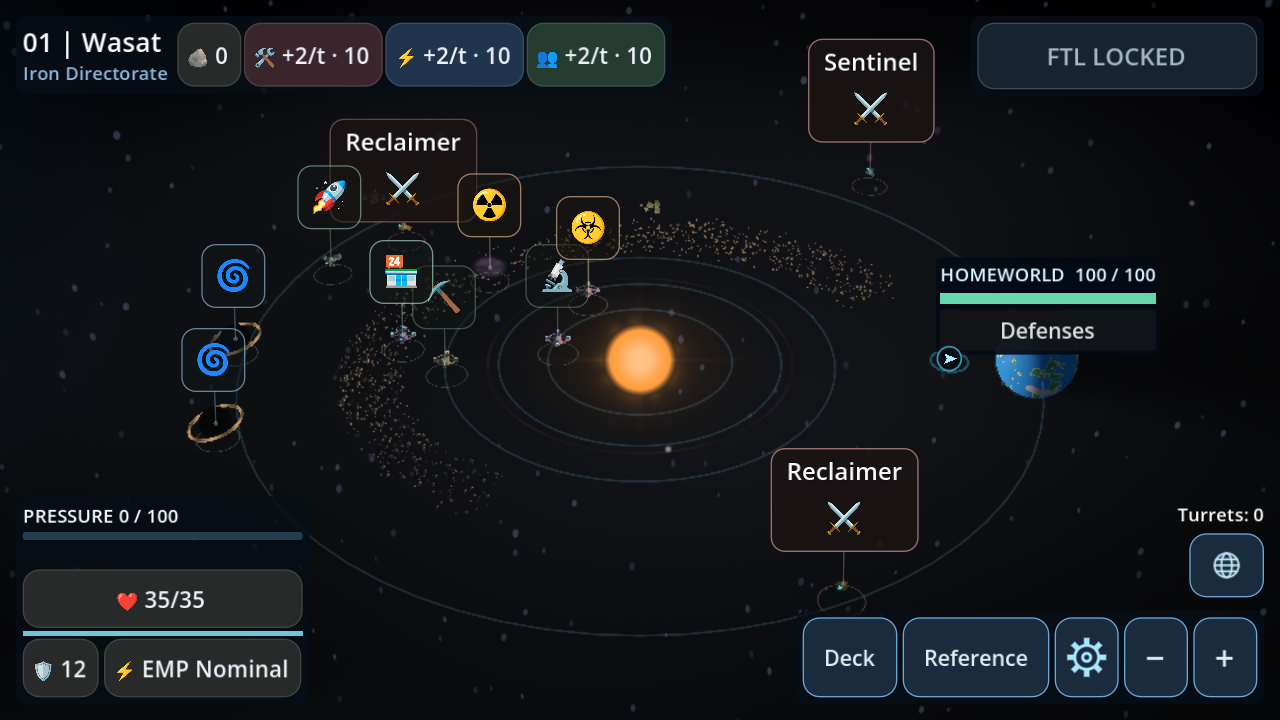 01 | Wasat
Iron Directorate
0
+2/t · 10
+2/t · 10
+2/t · 10
Sentinel
FTL LOCKED
Reclaimer
24
HOMEWORLD 100 / 100
Defenses
Reclaimer
PRESSURE 0 / 100
35/35
12
EMP Nominal
Turrets: 0
Deck
Reference
−
+